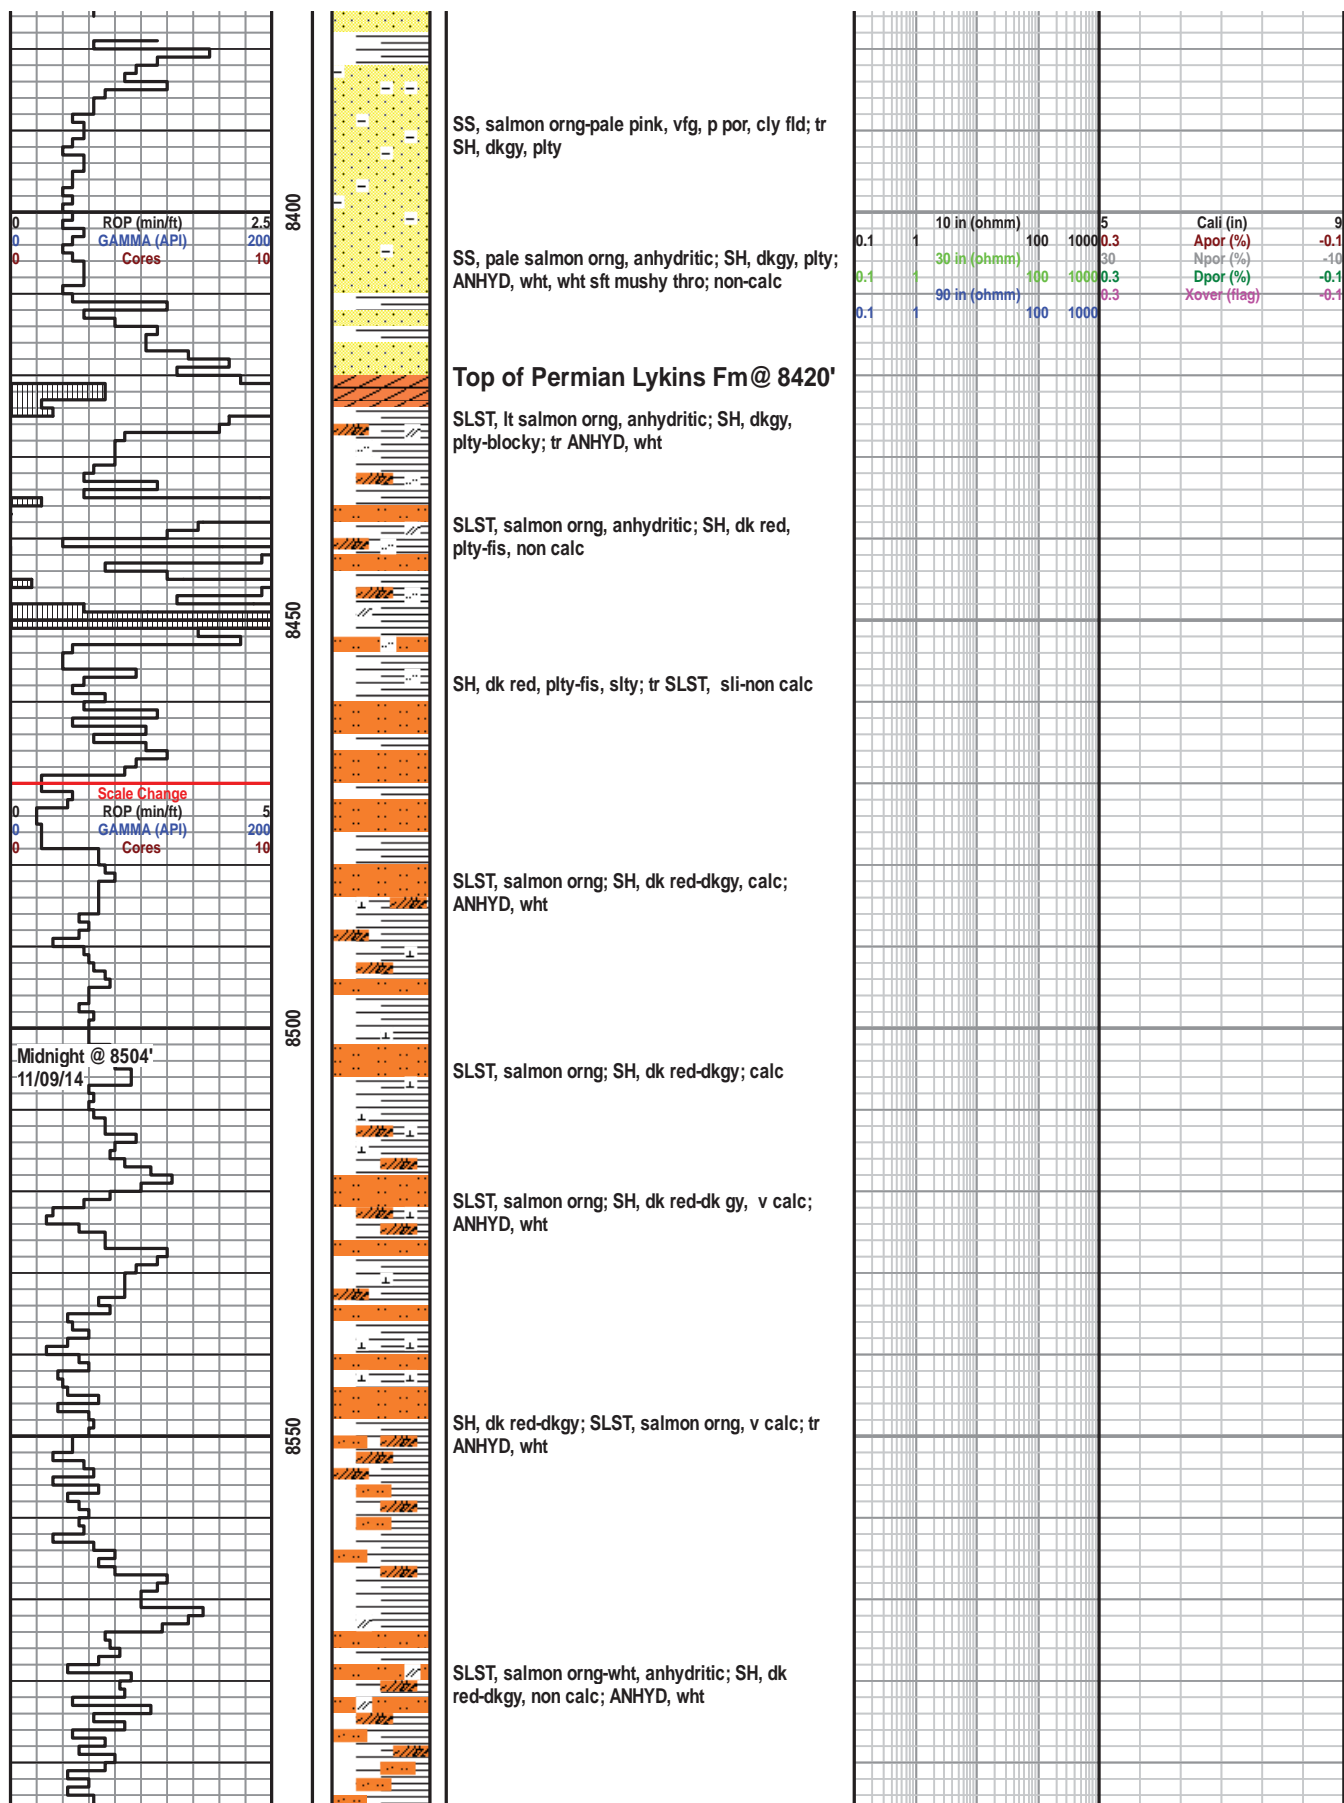 SS, salmon orng-pale pink, vfg, p por, cly fld; tr
SH, dkgy, plty
8400
0 ROP (min/ft) 2.5
0 GAMMA (API) 200
0 Cores 10
SS, pale salmon orng, anhydritic; SH, dkgy, plty;
ANHYD, wht, wht sft mushy thro; non-calc
10 in (ohmm)
0.1 1 100 1000
30 in (ohmm)
0.1 1 100 1000
90 in (ohmm)
0.1 1 100 1000
5 Cali (in) 9
0.3 Apor (%) -0.1
30 Npor (%) -10
0.3 Dpor (%) -0.1
0.3 Xover (flag) -0.1
Top of Permian Lykins Fm@ 8420'
SLST, lt salmon orng, anhydritic; SH, dkgy,
plty-blocky; tr ANHYD, wht
SLST, salmon orng, anhydritic; SH, dk red,
plty-fis, non calc
8450
SH, dk red, plty-fis, slty; tr SLST, sli-non calc
Scale Change
0 ROP (min/ft) 5
0 GAMMA (API) 200
0 Cores 10
SLST, salmon orng; SH, dk red-dkgy, calc;
ANHYD, wht
8500
Midnight @ 8504'
11/09/14
SLST, salmon orng; SH, dk red-dkgy; calc
SLST, salmon orng; SH, dk red-dk gy, v calc;
ANHYD, wht
8550
SH, dk red-dkgy; SLST, salmon orng, v calc; tr
ANHYD, wht
SLST, salmon orng-wht, anhydritic; SH, dk
red-dkgy, non calc; ANHYD, wht